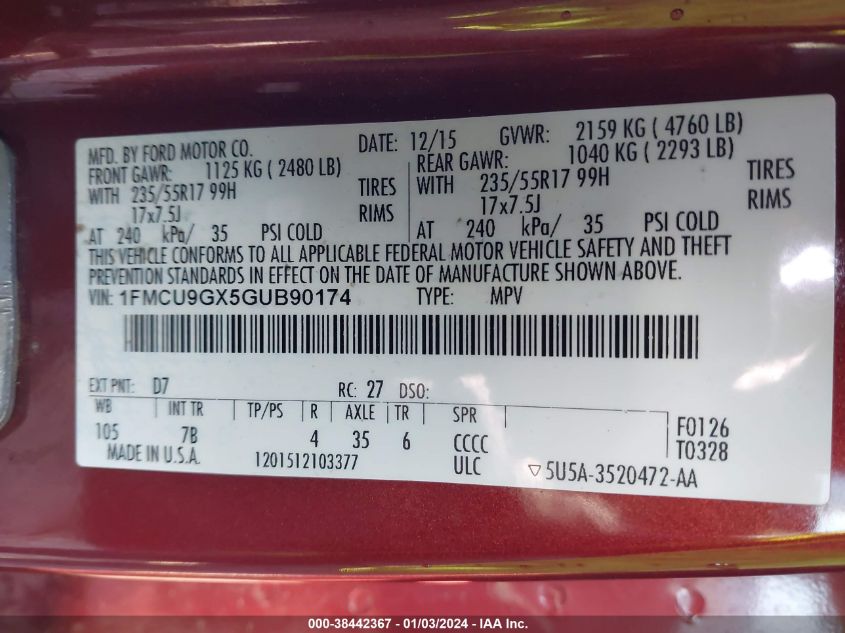 MFD. BY FORD MOTOR CO. DATE: 12/15 GVWR: 2159 KG ( 4760 LB)
FRONT GAWR: 1125 KG ( 2480 LB) REAR GAWR: 1040 KG ( 2293 LB)
WITH 235/55R17 99H TIRES WITH 235/55R17 99H TIRES
17x7.5J RIMS 17x7.5J RIMS
AT 240 kPa/ 35 PSI COLD AT 240 kPa/ 35 PSI COLD
THIS VEHICLE CONFORMS TO ALL APPLICABLE FEDERAL MOTOR VEHICLE SAFETY AND THEFT
PREVENTION STANDARDS IN EFFECT ON THE DATE OF MANUFACTURE SHOWN ABOVE.
VIN: 1FMCU9GX5GUB90174 TYPE: MPV
EXT PNT: D7 RC: 27 DSO:
WB INT TR TP/PS R AXLE TR SPR
105 7B 4 35 6 CCCC F0126
MADE IN U.S.A. 1201512103377 ULC T0328
▽5U5A-3520472-AA
000-38442367 - 01/03/2024 - IAA Inc.